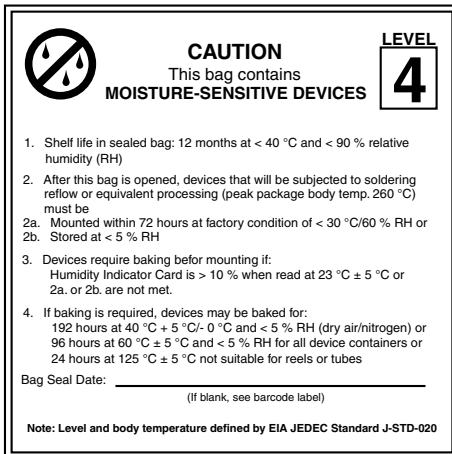 LEVEL
4
CAUTION
This bag contains
MOISTURE-SENSITIVE DEVICES
1. Shelf life in sealed bag: 12 months at < 40 °C and < 90 % relative
humidity (RH)
2. After this bag is opened, devices that will be subjected to soldering
reflow or equivalent processing (peak package body temp. 260 °C)
must be
2a. Mounted within 72 hours at factory condition of < 30 °C/60 % RH or
2b. Stored at < 5 % RH
3. Devices require baking befor mounting if:
Humidity Indicator Card is > 10 % when read at 23 °C ± 5 °C or
2a. or 2b. are not met.
4. If baking is required, devices may be baked for:
192 hours at 40 °C + 5 °C/- 0 °C and < 5 % RH (dry air/nitrogen) or
96 hours at 60 °C ± 5 °C and < 5 % RH for all device containers or
24 hours at 125 °C ± 5 °C not suitable for reels or tubes
Bag Seal Date:
(If blank, see barcode label)
Note: Level and body temperature defined by EIA JEDEC Standard J-STD-020